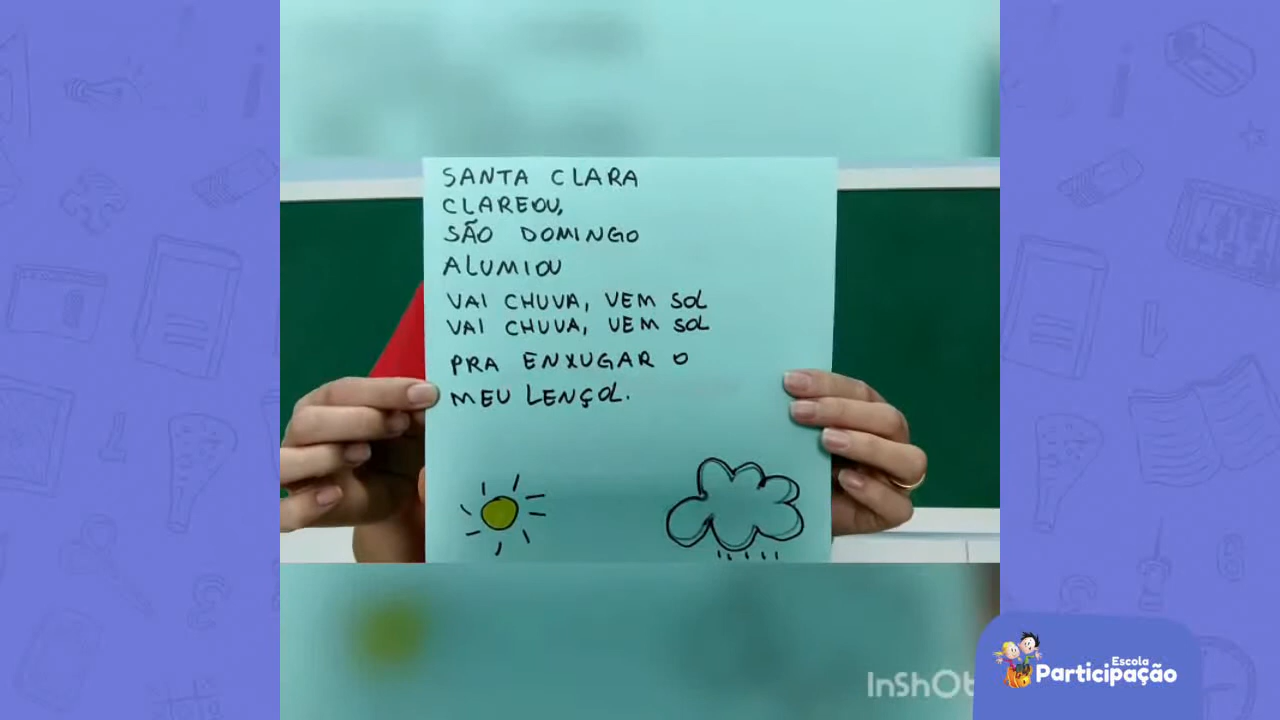 SANTA CLARA
CLAREOU,
SÃO DOMINGO
ALUMIOU
VAI CHUVA, VEM SOL
VAI CHUVA, VEM SOL
PRA ENXUGAR O
MEU LENÇOL.
InShOt
Escola
Participação